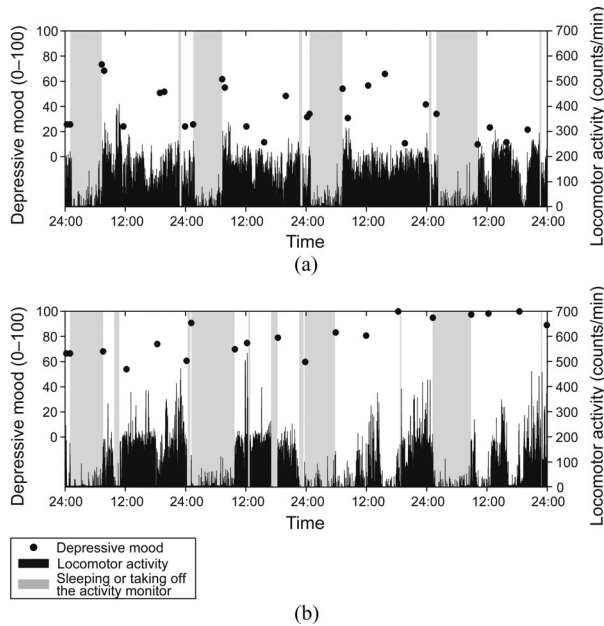 Depressive mood (0–100)
100
80
60
40
20
0
700
600
500
400
300
200
100
0
Locomotor activity (counts/min)
24:00 12:00 24:00 12:00 24:00 12:00 24:00 12:00 24:00
Time
(a)
Depressive mood (0–100)
100
80
60
40
20
0
700
600
500
400
300
200
100
0
Locomotor activity (counts/min)
24:00 12:00 24:00 12:00 24:00 12:00 24:00 12:00 24:00
Time
Depressive mood
Locomotor activity
Sleeping or taking off
the activity monitor
(b)